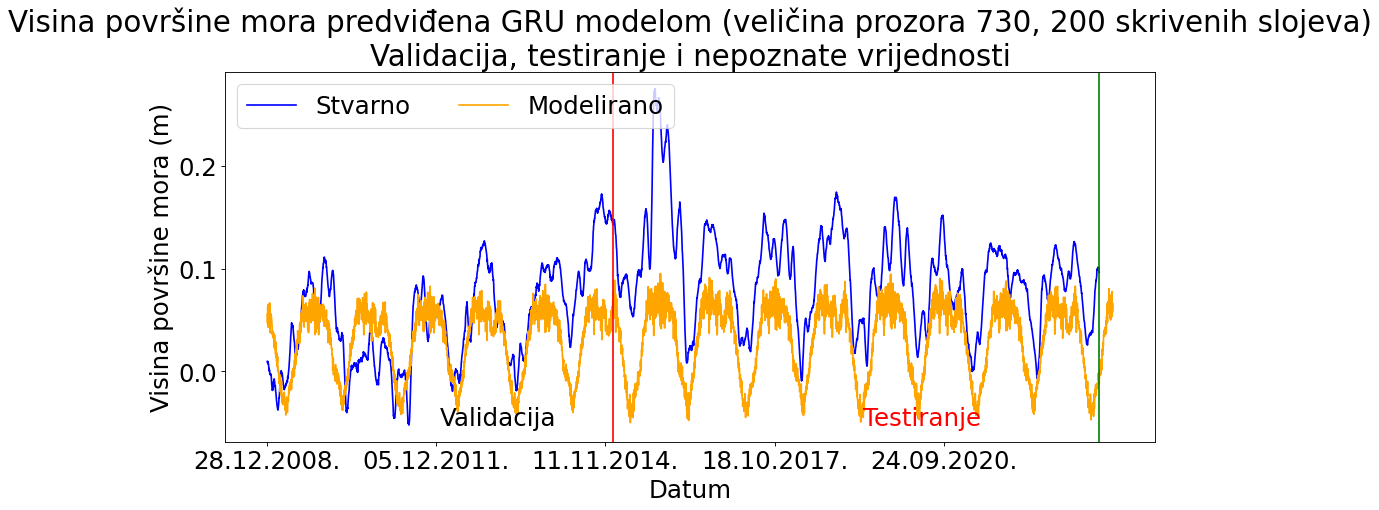 Visina površine mora predviđena GRU modelom (veličina prozora 730, 200 skrivenih slojeva)
Validacija, testiranje i nepoznate vrijednosti
Stvarno
Modelirano
Visina površine mora (m)
0.2
0.1
0.0
Validacija
Testiranje
28.12.2008.
05.12.2011.
11.11.2014.
18.10.2017.
24.09.2020.
Datum